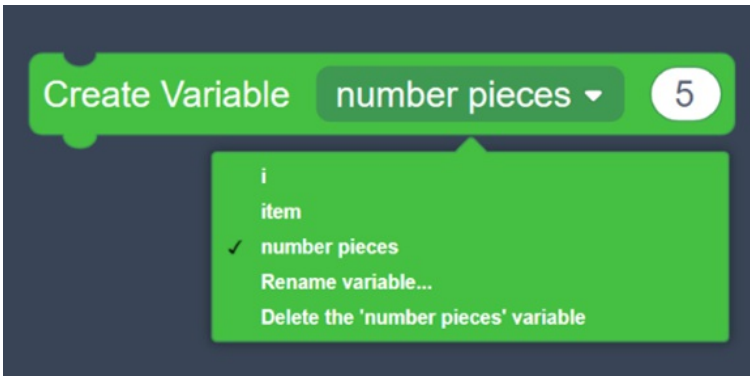 Create Variable number pieces 5
i
item
number pieces
Rename variable...
Delete the 'number pieces' variable